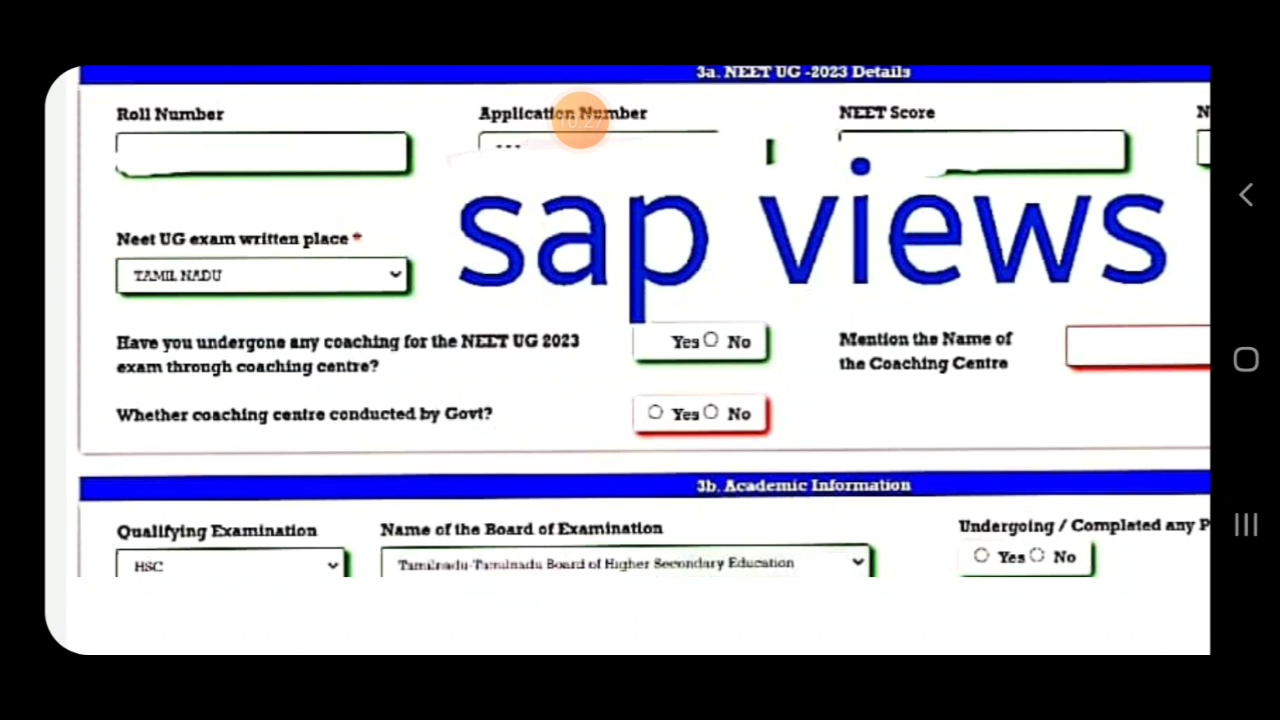 3a. NEET UG -2023 Details
Roll Number
Application Number
NEET Score
N
10:27
sap views
Neet UG exam written place *
TAMIL NADU
Have you undergone any coaching for the NEET UG 2023
exam through coaching centre?
Yes No
Mention the Name of
the Coaching Centre
Whether coaching centre conducted by Govt?
Yes No
3b. Academic Information
Qualifying Examination
Name of the Board of Examination
Undergoing / Completed any P
HSC
Tamilnadu-Tamilnadu Board of Higher Secondary Education
Yes No